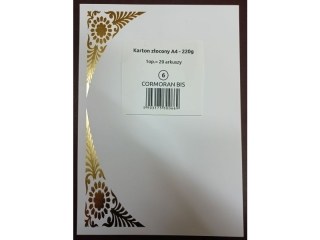 Karton złocony A4 - 220g
1op.= 20 arkuszy
6
CORMORAN BIS